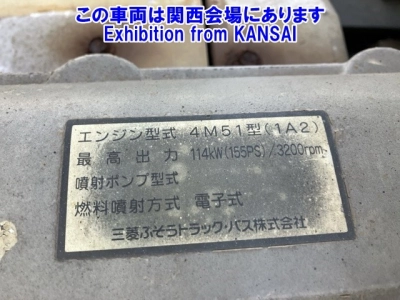 この車両は関西会場にあります
Exhibition from KANSAI
エンジン型式 4M51型(1A2)
最高出力 114kW(155PS)/3200rpm
噴射ポンプ型式
燃料噴射方式 電子式
三菱ふそうトラック・バス株式会社